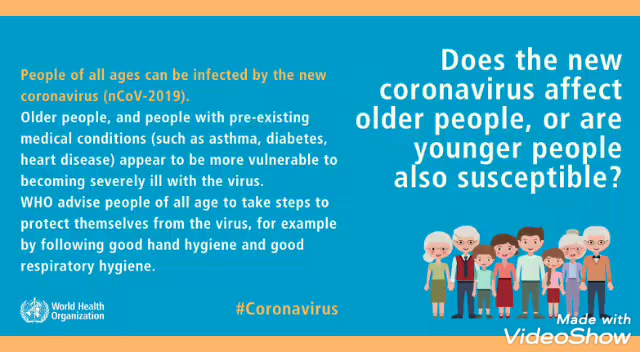 Does the new
coronavirus affect
older people, or are
younger people
also susceptible?
People of all ages can be infected by the new
coronavirus (nCoV-2019).
Older people, and people with pre-existing
medical conditions (such as asthma, diabetes,
heart disease) appear to be more vulnerable to
becoming severely ill with the virus.
WHO advise people of all age to take steps to
protect themselves from the virus, for example
by following good hand hygiene and good
respiratory hygiene.
World Health
Organization
#Coronavirus
Made with
VideoShow